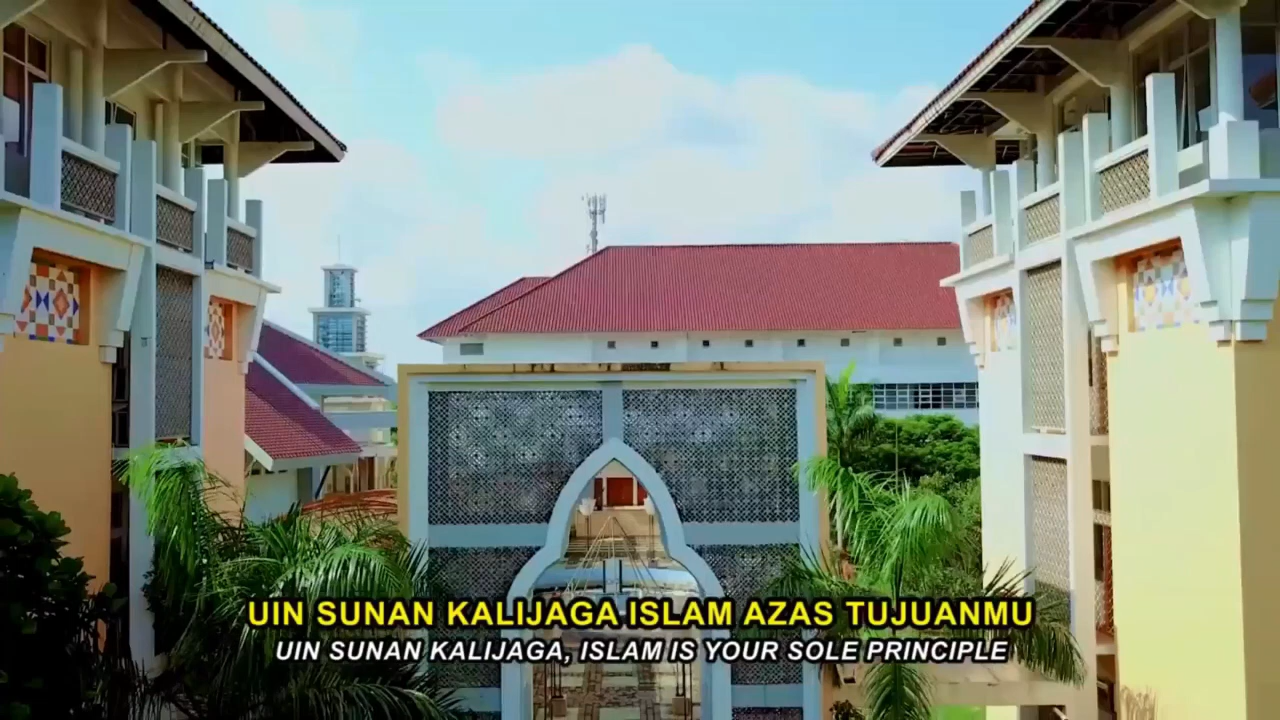 UIN SUNAN KALIJAGA ISLAM AZAS TUJUANMU
UIN SUNAN KALIJAGA, ISLAM IS YOUR SOLE PRINCIPLE